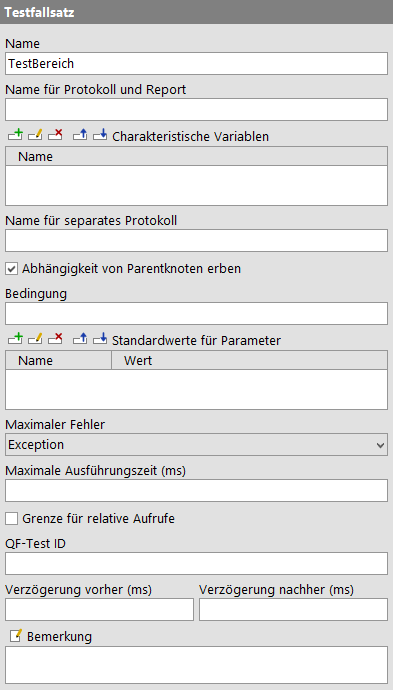 Testfallsatz
Name
TestBereich
Name für Protokoll und Report
Charakteristische Variablen
Name
Name für separates Protokoll
Abhängigkeit von Parentknoten erben
Bedingung
Standardwerte für Parameter
Name Wert
Maximaler Fehler
Exception
Maximale Ausführungszeit (ms)
Grenze für relative Aufrufe
QF-Test ID
Verzögerung vorher (ms) Verzögerung nachher (ms)
Bemerkung